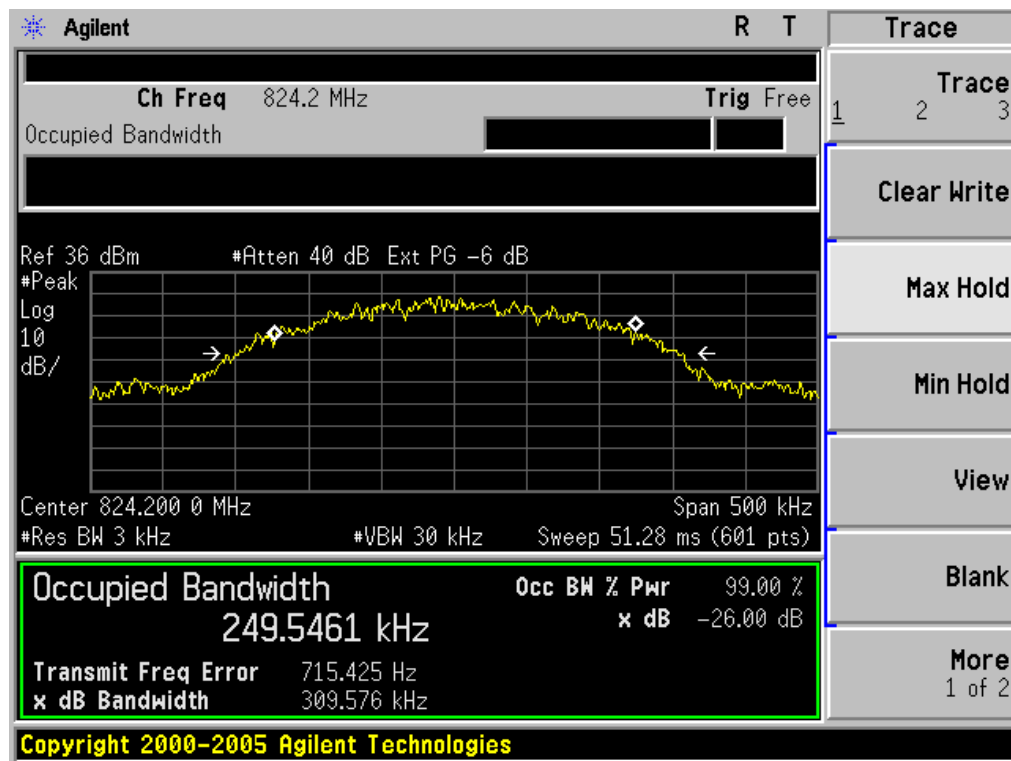 Agilent R T
Ch Freq 824.2 MHz Trig Free
Occupied Bandwidth
Ref 36 dBm #Atten 40 dB Ext PG -6 dB
#Peak
Log
10
dB/
Center 824.200 0 MHz Span 500 kHz
#Res BW 3 kHz #VBW 30 kHz Sweep 51.28 ms (601 pts)
Occupied Bandwidth
249.5461 kHz
Occ BW % Pwr 99.00 %
x dB -26.00 dB
Transmit Freq Error 715.425 Hz
x dB Bandwidth 309.576 kHz
Copyright 2000-2005 Agilent Technologies
Trace
Trace
1 2 3
Clear Write
Max Hold
Min Hold
View
Blank
More
1 of 2